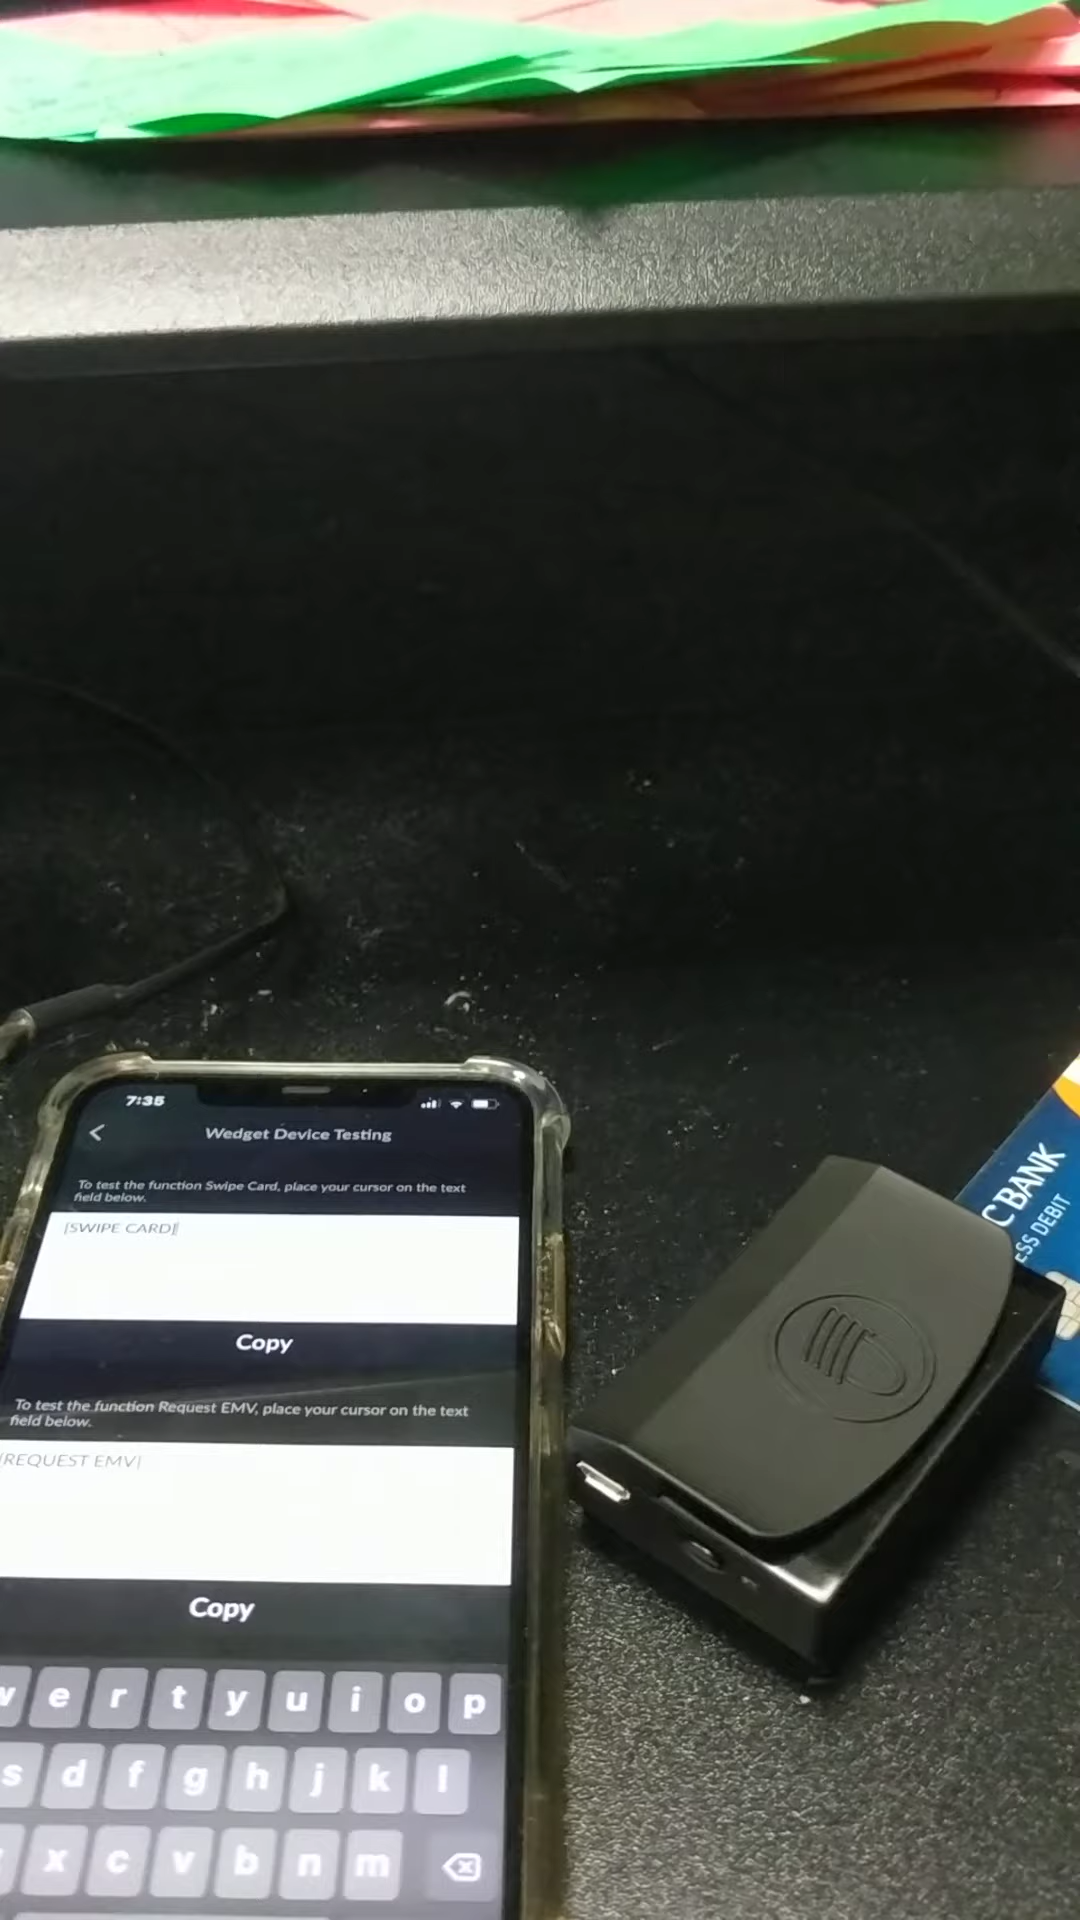 7:35
Wedget Device Testing
To test the function Swipe Card, place your cursor on the text
field below.
[SWIPE CARD]
Copy
To test the function Request EMV, place your cursor on the text
field below.
[REQUEST EMV]
Copy
e r t y u i o p
s d f g h j k l
x c v b n m
C BANK
ESS DEBIT